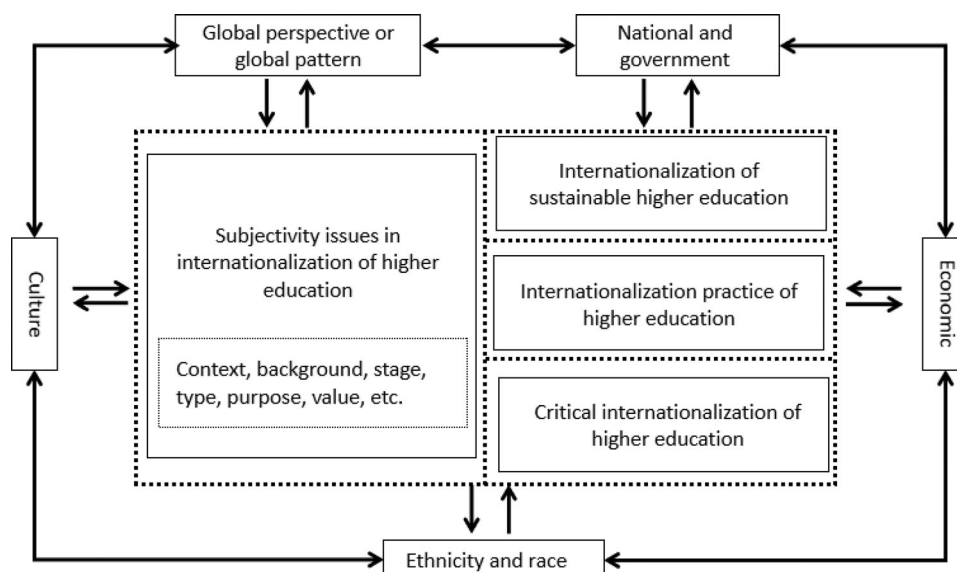 Global perspective or
global pattern
National and
government
Culture
Subjectivity issues in
internationalization of higher
education
Context, background, stage,
type, purpose, value, etc.
Internationalization of
sustainable higher education
Internationalization practice of
higher education
Critical internationalization of
higher education
Economic
Ethnicity and race